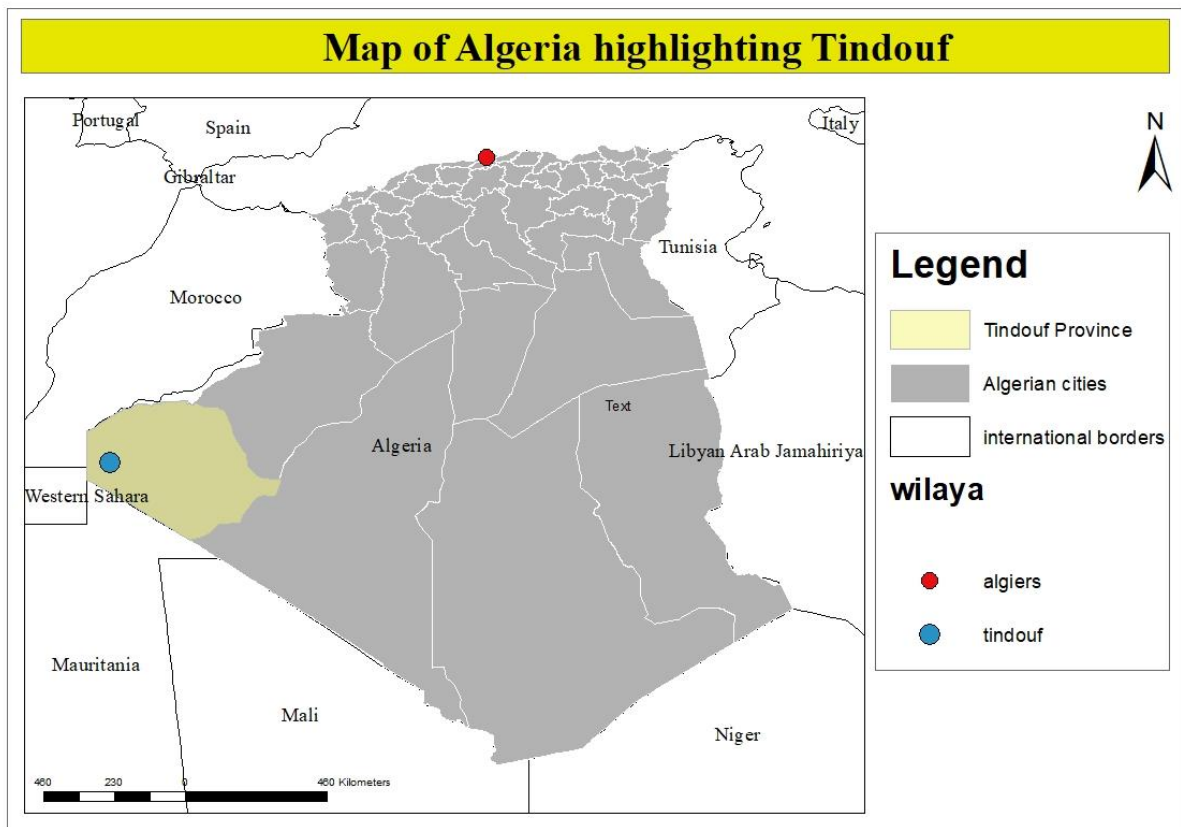 Map of Algeria highlighting Tindouf
Portugal
Spain
Italy
Gibraltar
Tunisia
Morocco
Text
Algeria
Libyan Arab Jamahiriya
Western Sahara
Mauritania
Mali
Niger
460 230 0 460 Kilometers
N
Legend
Tindouf Province
Algerian cities
international borders
wilaya
algiers
tindouf